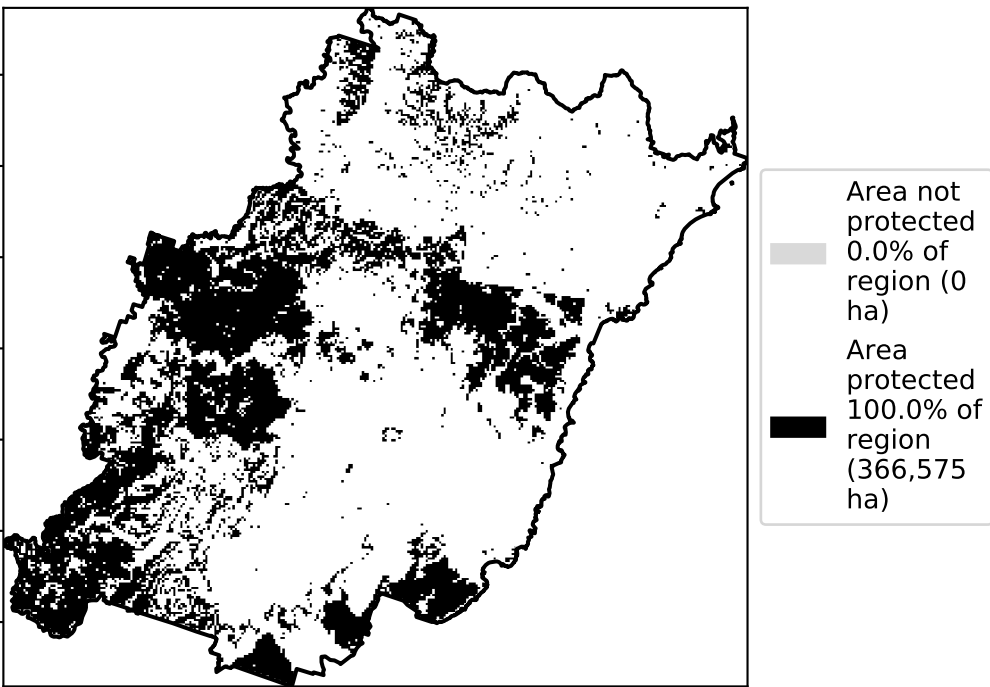 Area not
protected
0.0% of
region (0
ha)
Area
protected
100.0% of
region
(366,575
ha)